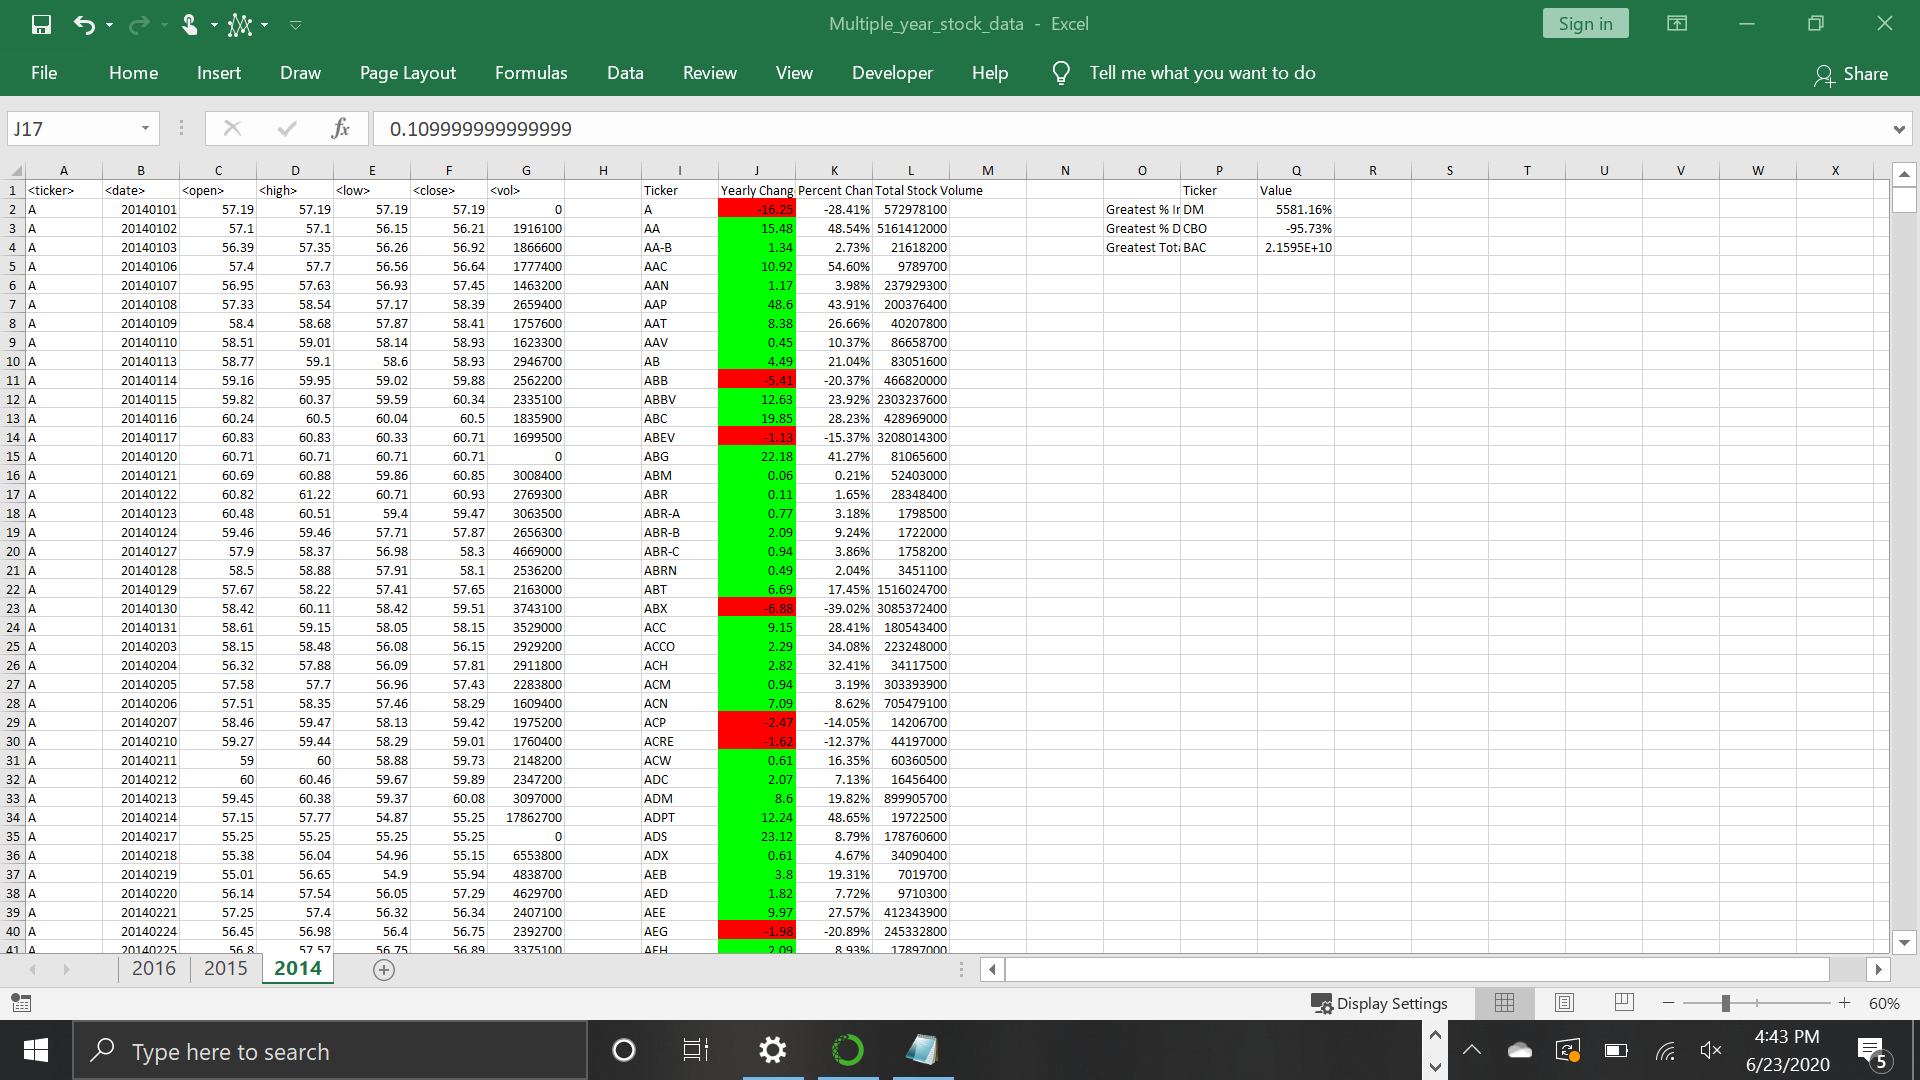 Multiple_year_stock_data - Excel
Sign in
File Home Insert Draw Page Layout Formulas Data Review View Developer Help Tell me what you want to do Share
J17 fx 0.109999999999999
A B C D E F G H I J K L M N O P Q R S T U V W X
1 <ticker> <date> <open> <high> <low> <close> <vol> Ticker Yearly Chang Percent Chan Total Stock Volume Ticker Value
2 A 20140101 57.19 57.19 57.19 57.19 0 A -16.25 -28.41% 572978100 Greatest % Ir DM 5581.16%
3 A 20140102 57.1 57.1 56.15 56.21 1916100 AA 15.48 48.54% 5161412000 Greatest % D CBO -95.73%
4 A 20140103 56.39 57.35 56.26 56.92 1866600 AA-B 1.34 2.73% 21618200 Greatest Tota BAC 2.1595E+10
5 A 20140106 57.4 57.7 56.56 56.64 1777400 AAC 10.92 54.60% 9789700
6 A 20140107 56.95 57.63 56.93 57.45 1463200 AAN 1.17 3.98% 237929300
7 A 20140108 57.33 58.54 57.17 58.39 2659400 AAP 48.6 43.91% 200376400
8 A 20140109 58.4 58.68 57.87 58.41 1757600 AAT 8.38 26.66% 40207800
9 A 20140110 58.51 59.01 58.14 58.93 1623300 AAV 0.45 10.37% 86658700
10 A 20140113 58.77 59.1 58.6 58.93 2946700 AB 4.49 21.04% 83051600
11 A 20140114 59.16 59.95 59.02 59.88 2562200 ABB -5.41 -20.37% 466820000
12 A 20140115 59.82 60.37 59.59 60.34 2335100 ABBV 12.63 23.92% 2303237600
13 A 20140116 60.24 60.5 60.04 60.5 1835900 ABC 19.85 28.23% 428969000
14 A 20140117 60.83 60.83 60.33 60.71 1699500 ABEV -1.13 -15.37% 3208014300
15 A 20140120 60.71 60.71 60.71 60.71 0 ABG 22.18 41.27% 81065600
16 A 20140121 60.69 60.88 59.86 60.85 3008400 ABM 0.06 0.21% 52403000
17 A 20140122 60.82 61.22 60.71 60.93 2769300 ABR 0.11 1.65% 28348400
18 A 20140123 60.48 60.51 59.4 59.47 3063500 ABR-A 0.77 3.18% 1798500
19 A 20140124 59.46 59.46 57.71 57.87 2656300 ABR-B 2.09 9.24% 1722000
20 A 20140127 57.9 58.37 56.98 58.3 4669000 ABR-C 0.94 3.86% 1758200
21 A 20140128 58.5 58.88 57.91 58.1 2536200 ABRN 0.49 2.04% 3451100
22 A 20140129 57.67 58.22 57.41 57.65 2163000 ABT 6.69 17.45% 1516024700
23 A 20140130 58.42 60.11 58.42 59.51 3743100 ABX -6.88 -39.02% 3085372400
24 A 20140131 58.61 59.15 58.05 58.15 3529000 ACC 9.15 28.41% 180543400
25 A 20140203 58.15 58.48 56.08 56.15 2929200 ACCO 2.29 34.08% 223248000
26 A 20140204 56.32 57.88 56.09 57.81 2911800 ACH 2.82 32.41% 34117500
27 A 20140205 57.58 57.7 56.96 57.43 2283800 ACM 0.94 3.19% 303393900
28 A 20140206 57.51 58.35 57.46 58.29 1609400 ACN 7.09 8.62% 705479100
29 A 20140207 58.46 59.47 58.13 59.42 1975200 ACP -2.47 -14.05% 14206700
30 A 20140210 59.27 59.44 58.29 59.01 1760400 ACRE -1.62 -12.37% 44197000
31 A 20140211 59 60 58.88 59.73 2148200 ACW 0.61 16.35% 60360500
32 A 20140212 60 60.46 59.67 59.89 2347200 ADC 2.07 7.13% 16456400
33 A 20140213 59.45 60.38 59.37 60.08 3097000 ADM 8.6 19.82% 899905700
34 A 20140214 57.15 57.77 54.87 55.25 17862700 ADPT 12.24 48.65% 19722500
35 A 20140217 55.25 55.25 55.25 55.25 0 ADS 23.12 8.79% 178760600
36 A 20140218 55.38 56.04 54.96 55.15 6553800 ADX 0.61 4.67% 34090400
37 A 20140219 55.01 56.65 54.9 55.94 4838700 AEB 3.8 19.31% 7019700
38 A 20140220 56.14 57.54 56.05 57.29 4629700 AED 1.82 7.72% 9710300
39 A 20140221 57.25 57.4 56.32 56.34 2407100 AEE 9.97 27.57% 412343900
40 A 20140224 56.45 56.98 56.4 56.75 2392700 AEG -1.98 -20.89% 245332800
41 A 20140225 56.8 57.57 56.75 56.89 3375100 AEH 2.09 8.93% 17897000
2016 2015 2014
Display Settings 60%
Type here to search
4:43 PM
6/23/2020
5